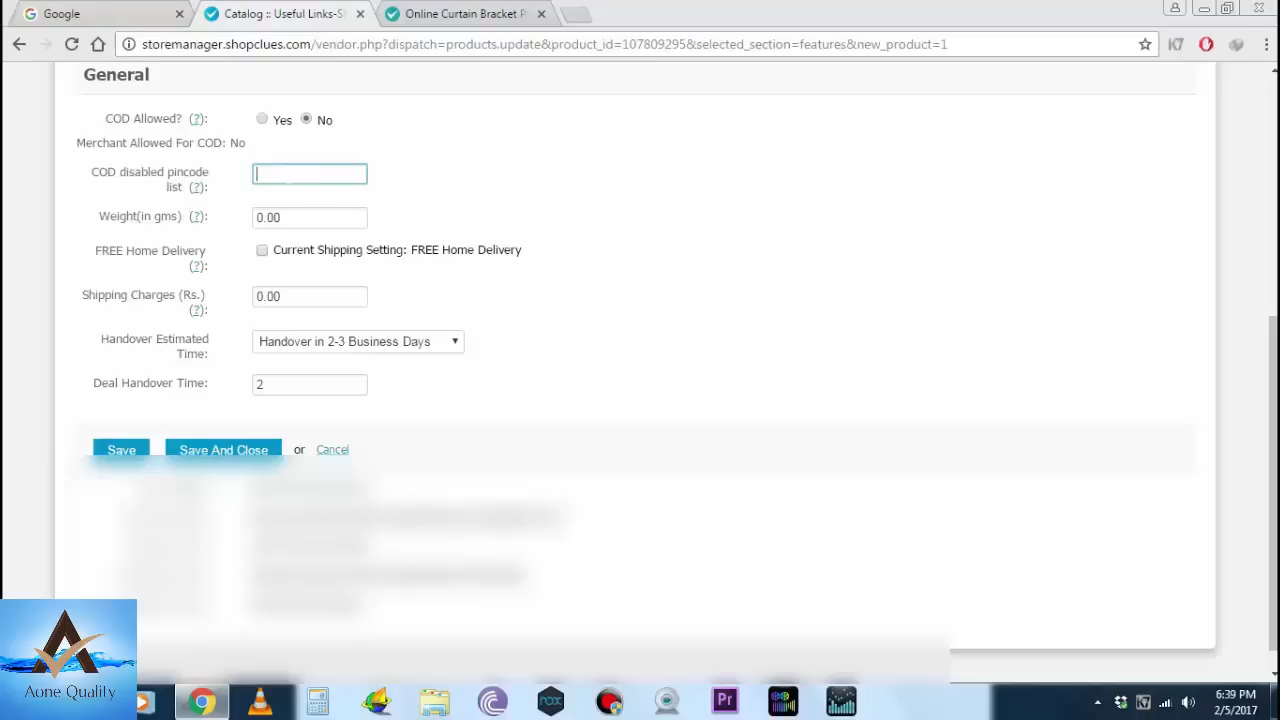 Google
Catalog :: Useful Links-S
Online Curtain Bracket P
storemanager.shopclues.com/vendor.php?dispatch=products.update&product_id=107809295&selected_section=features&new_product=1
General
COD Allowed? (?):
Yes No
Merchant Allowed For COD: No
COD disabled pincode
list (?):
Weight(in gms) (?):
0.00
FREE Home Delivery
(?):
Current Shipping Setting: FREE Home Delivery
Shipping Charges (Rs.)
(?):
0.00
Handover Estimated
Time:
Handover in 2-3 Business Days
Deal Handover Time:
2
Save Save And Close or Cancel
Aone Quality
nox
Pr
6:39 PM
2/5/2017